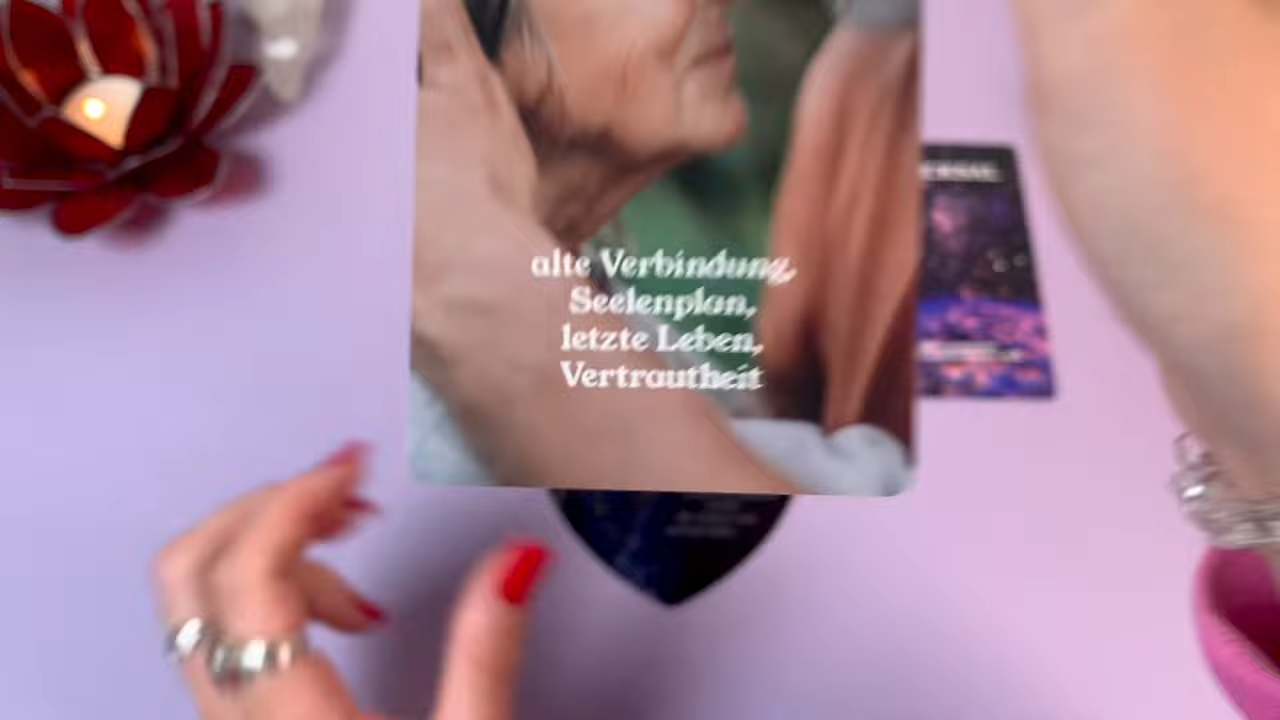 alte Verbindung,
Seelenplan,
letzte Leben,
Vertrautheit